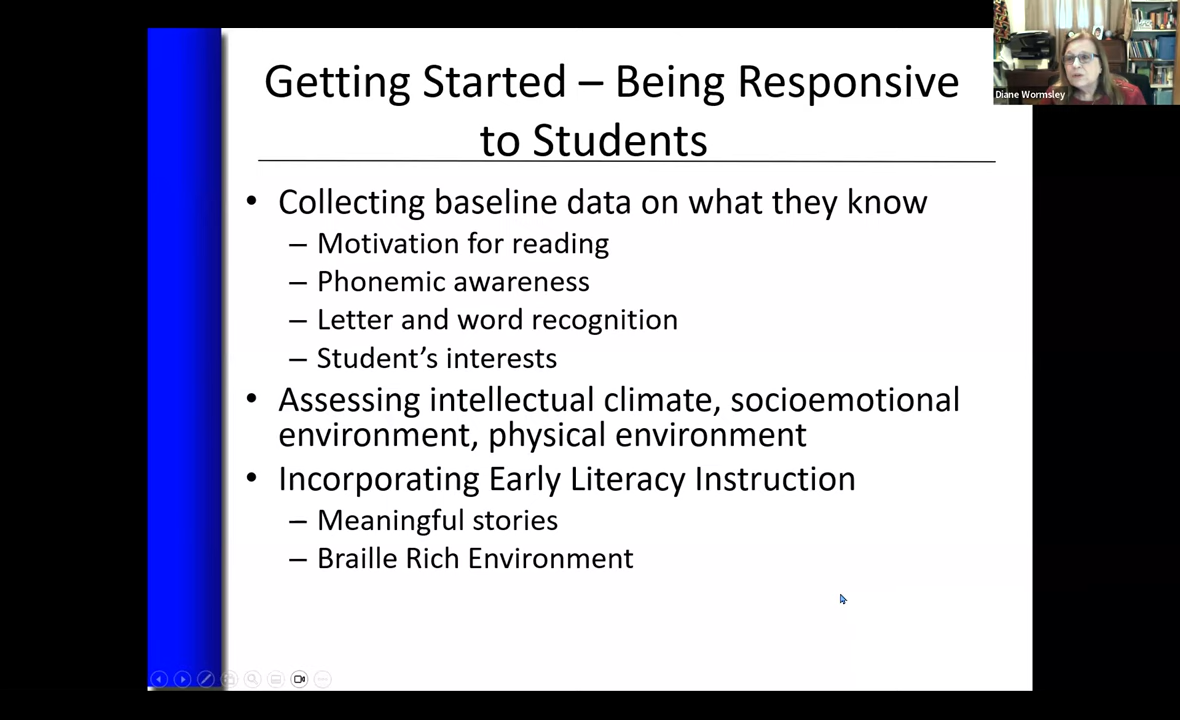 Getting Started – Being Responsive
to Students
• Collecting baseline data on what they know
– Motivation for reading
– Phonemic awareness
– Letter and word recognition
– Student’s interests
• Assessing intellectual climate, socioemotional
environment, physical environment
• Incorporating Early Literacy Instruction
– Meaningful stories
– Braille Rich Environment
Diane Wormsley